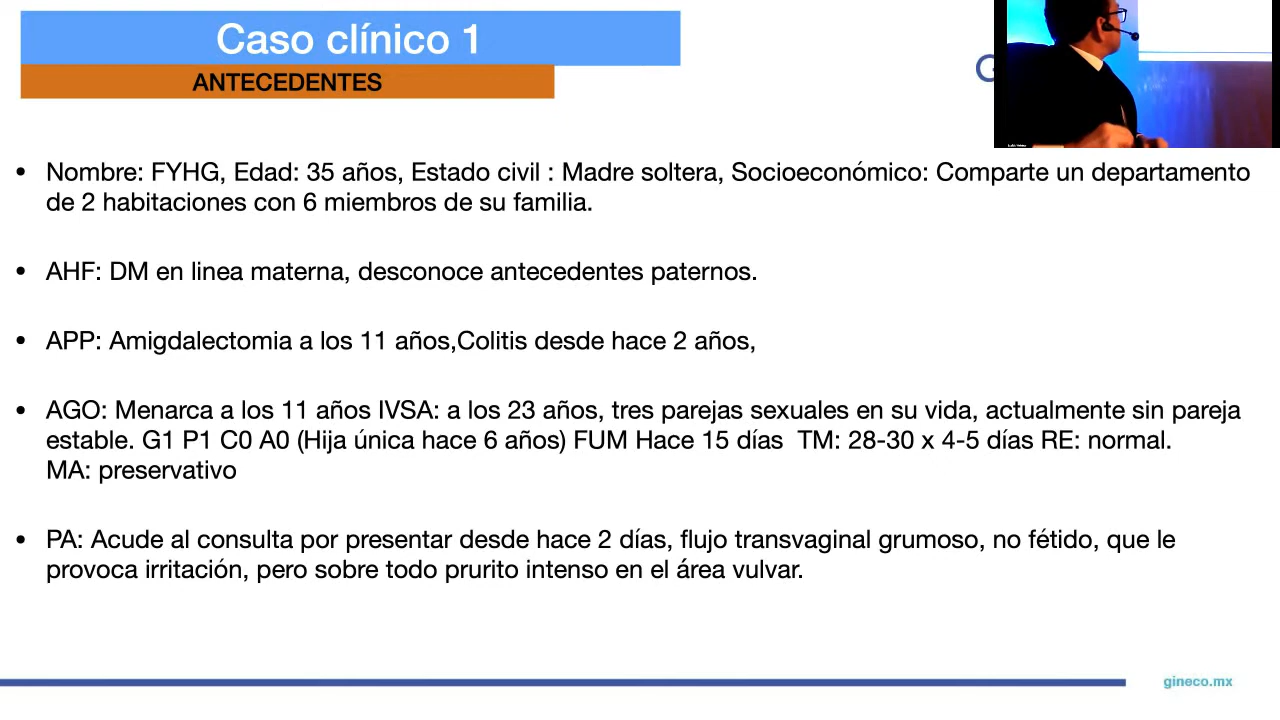 Caso clínico 1
ANTECEDENTES
• Nombre: FYHG, Edad: 35 años, Estado civil : Madre soltera, Socioeconómico: Comparte un departamento
de 2 habitaciones con 6 miembros de su familia.
• AHF: DM en linea materna, desconoce antecedentes paternos.
• APP: Amigdalectomia a los 11 años,Colitis desde hace 2 años,
• AGO: Menarca a los 11 años IVSA: a los 23 años, tres parejas sexuales en su vida, actualmente sin pareja
estable. G1 P1 C0 A0 (Hija única hace 6 años) FUM Hace 15 días  TM: 28-30 x 4-5 días RE: normal.
MA: preservativo
• PA: Acude al consulta por presentar desde hace 2 días, flujo transvaginal grumoso, no fétido, que le
provoca irritación, pero sobre todo prurito intenso en el área vulvar.
gineco.mx